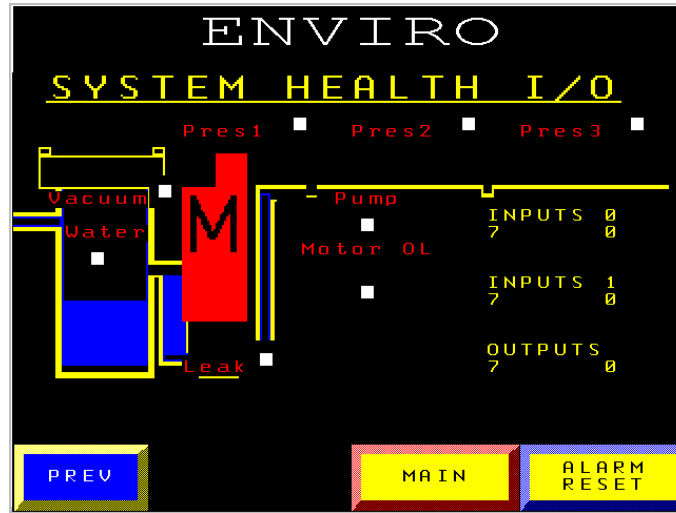 ENVIRO
SYSTEM HEALTH I/O
Pres1 Pres2 Pres3
Vacuum
Water
M
Pump
Motor OL
INPUTS 0
7 0
INPUTS 1
7 0
OUTPUTS
7 0
Leak
PREV
MAIN
ALARM
RESET